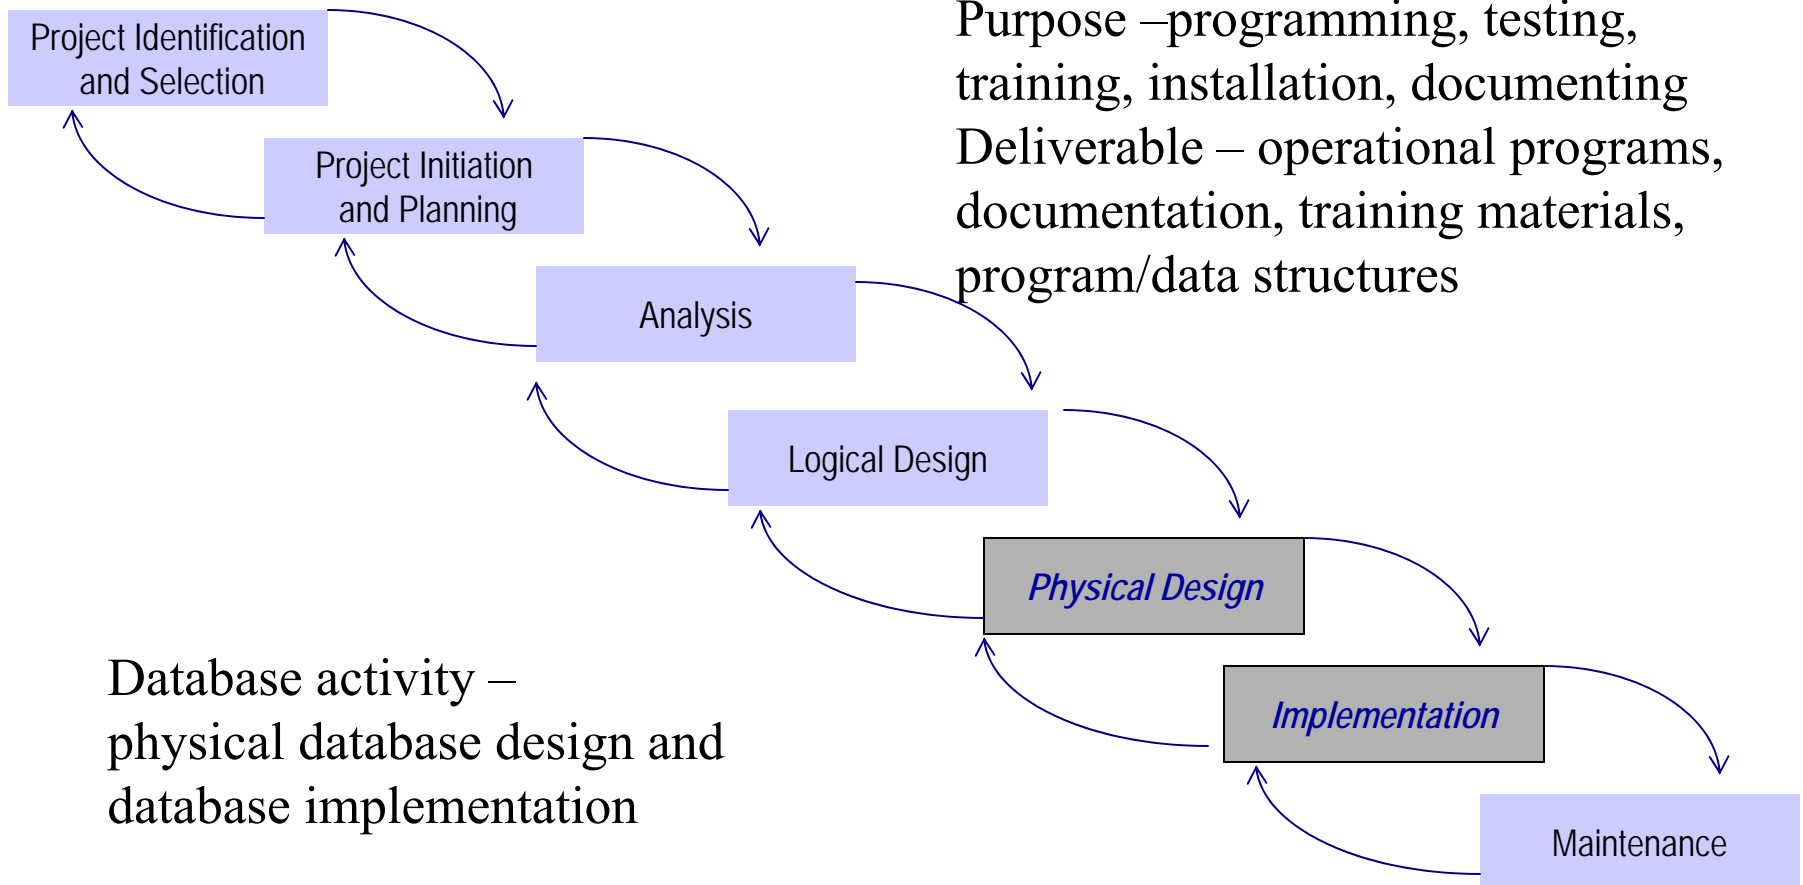 Project Identification
and Selection
Purpose –programming, testing,
training, installation, documenting
Deliverable – operational programs,
documentation, training materials,
program/data structures
Project Initiation
and Planning
Analysis
Logical Design
Physical Design
Implementation
Maintenance
Database activity –
physical database design and
database implementation